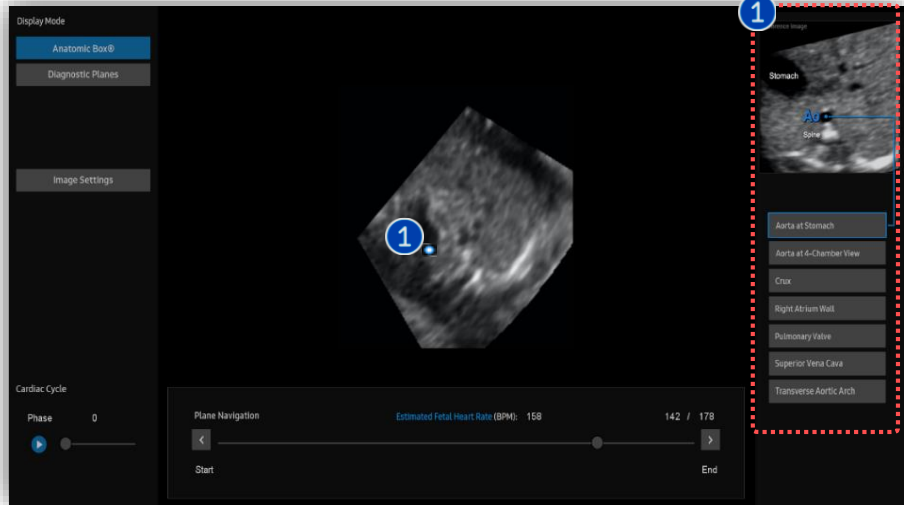 Display Mode
Anatomic Box®
Diagnostic Planes
Image Settings
Cardiac Cycle
Phase 0
1
Plane Navigation
Estimated Fetal Heart Rate (BPM): 158
142 / 178
Start
End
1
Image
Stomach
Ao
Spine
Aorta at Stomach
Aorta at 4-Chamber View
Crux
Right Atrium Wall
Pulmonary Valve
Superior Vena Cava
Transverse Aortic Arch